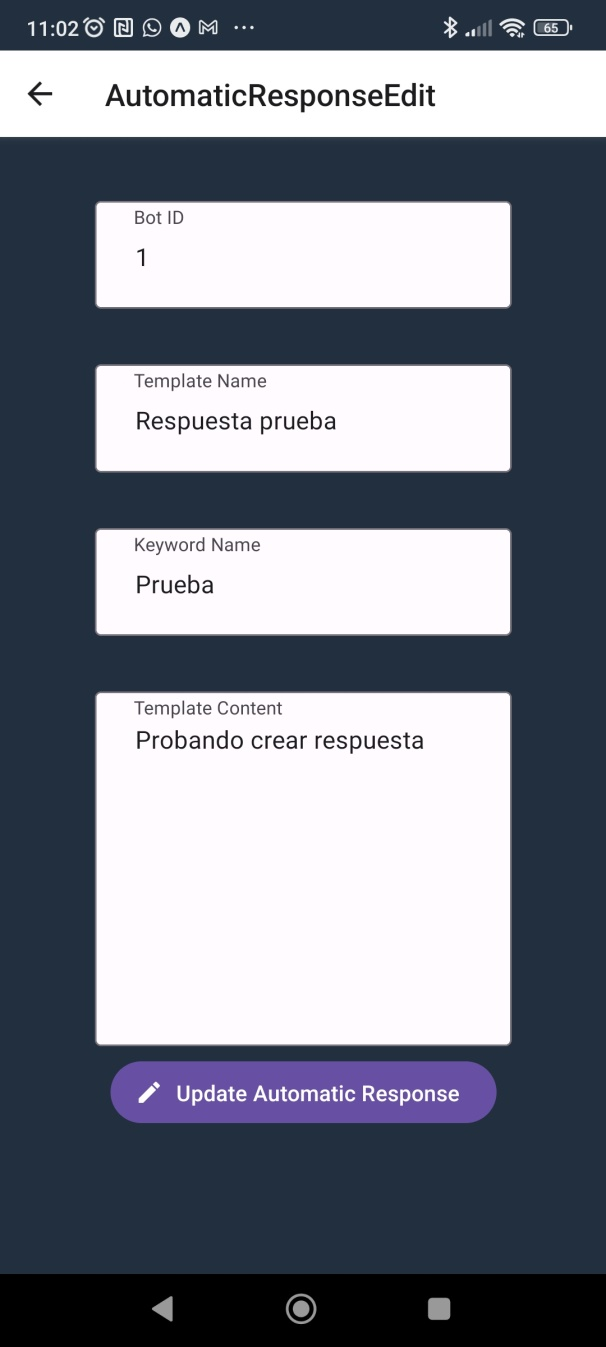 11:02
65
AutomaticResponseEdit
Bot ID
1
Template Name
Respuesta prueba
Keyword Name
Prueba
Template Content
Probando crear respuesta
Update Automatic Response